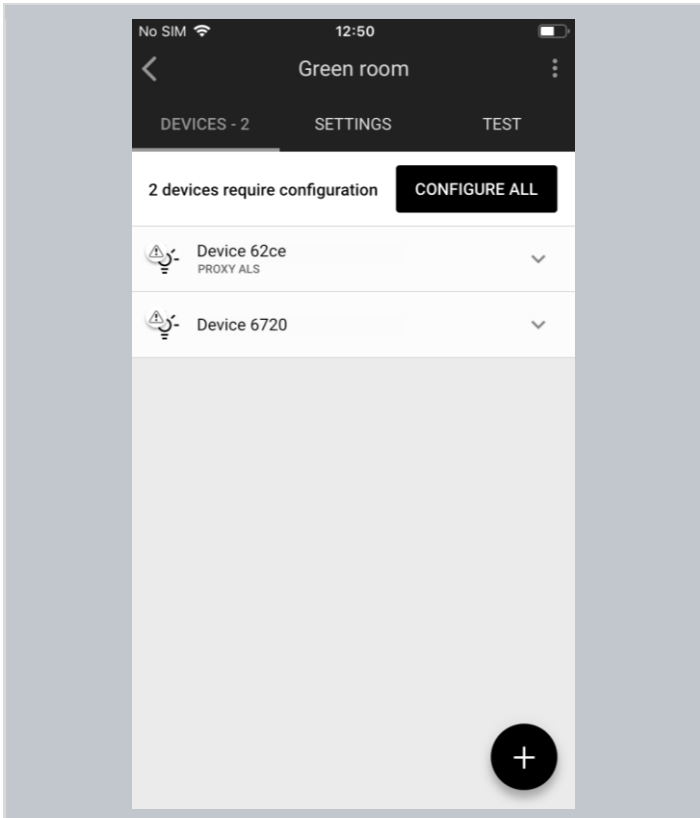 No SIM 12:50
Green room
DEVICES - 2 SETTINGS TEST
2 devices require configuration CONFIGURE ALL
Device 62ce
PROXY ALS
Device 6720